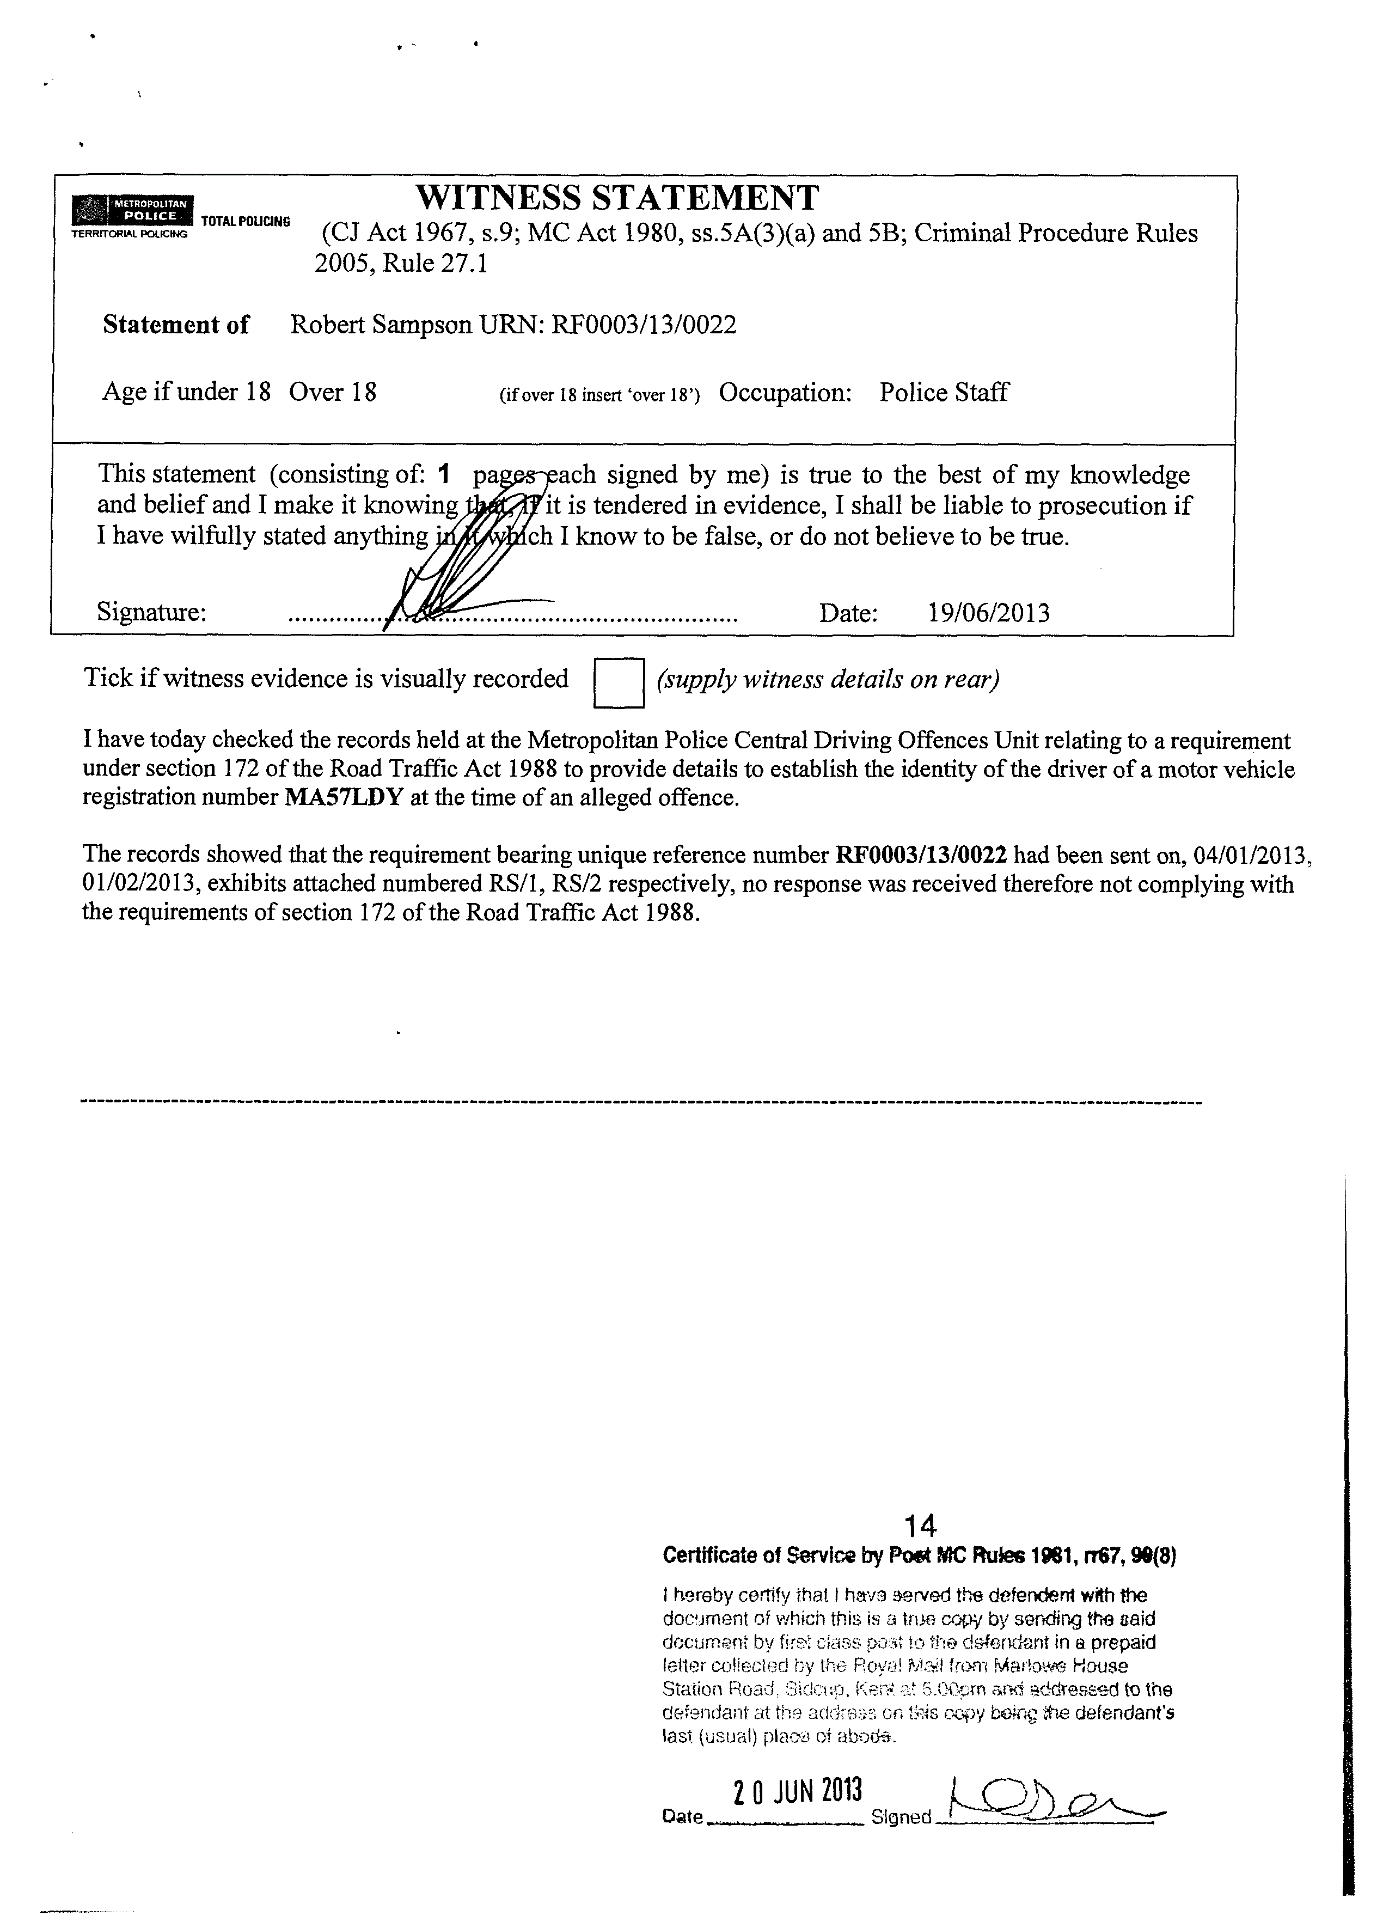 METROPOLITAN
POLICE
TOTAL POLICING
TERRITORIAL POLICING
WITNESS STATEMENT
(CJ Act 1967, s.9; MC Act 1980, ss.5A(3)(a) and 5B; Criminal Procedure Rules
2005, Rule 27.1
Statement of Robert Sampson URN: RF0003/13/0022
Age if under 18 Over 18 (if over 18 insert ‘over 18’) Occupation: Police Staff
This statement (consisting of: 1 pages each signed by me) is true to the best of my knowledge
and belief and I make it knowing that, if it is tendered in evidence, I shall be liable to prosecution if
I have wilfully stated anything in it which I know to be false, or do not believe to be true.
Signature: Date: 19/06/2013
Tick if witness evidence is visually recorded (supply witness details on rear)
I have today checked the records held at the Metropolitan Police Central Driving Offences Unit relating to a requirement
under section 172 of the Road Traffic Act 1988 to provide details to establish the identity of the driver of a motor vehicle
registration number MA57LDY at the time of an alleged offence.
The records showed that the requirement bearing unique reference number RF0003/13/0022 had been sent on, 04/01/2013,
01/02/2013, exhibits attached numbered RS/1, RS/2 respectively, no response was received therefore not complying with
the requirements of section 172 of the Road Traffic Act 1988.
14
Certificate of Service by Post MC Rules 1981, rr67, 99(8)
I hereby certify that I have served the defendent with the
document of which this is a true copy by sending the said
document by first class post to the defendant in a prepaid
letter collected by the Royal Mail from Marlowe House
Station Road, Sidcup, Kent at 5.00pm and addressed to the
defendant at the address on this copy being the defendant's
last (usual) place of abode.
20 JUN 2013
Date Signed